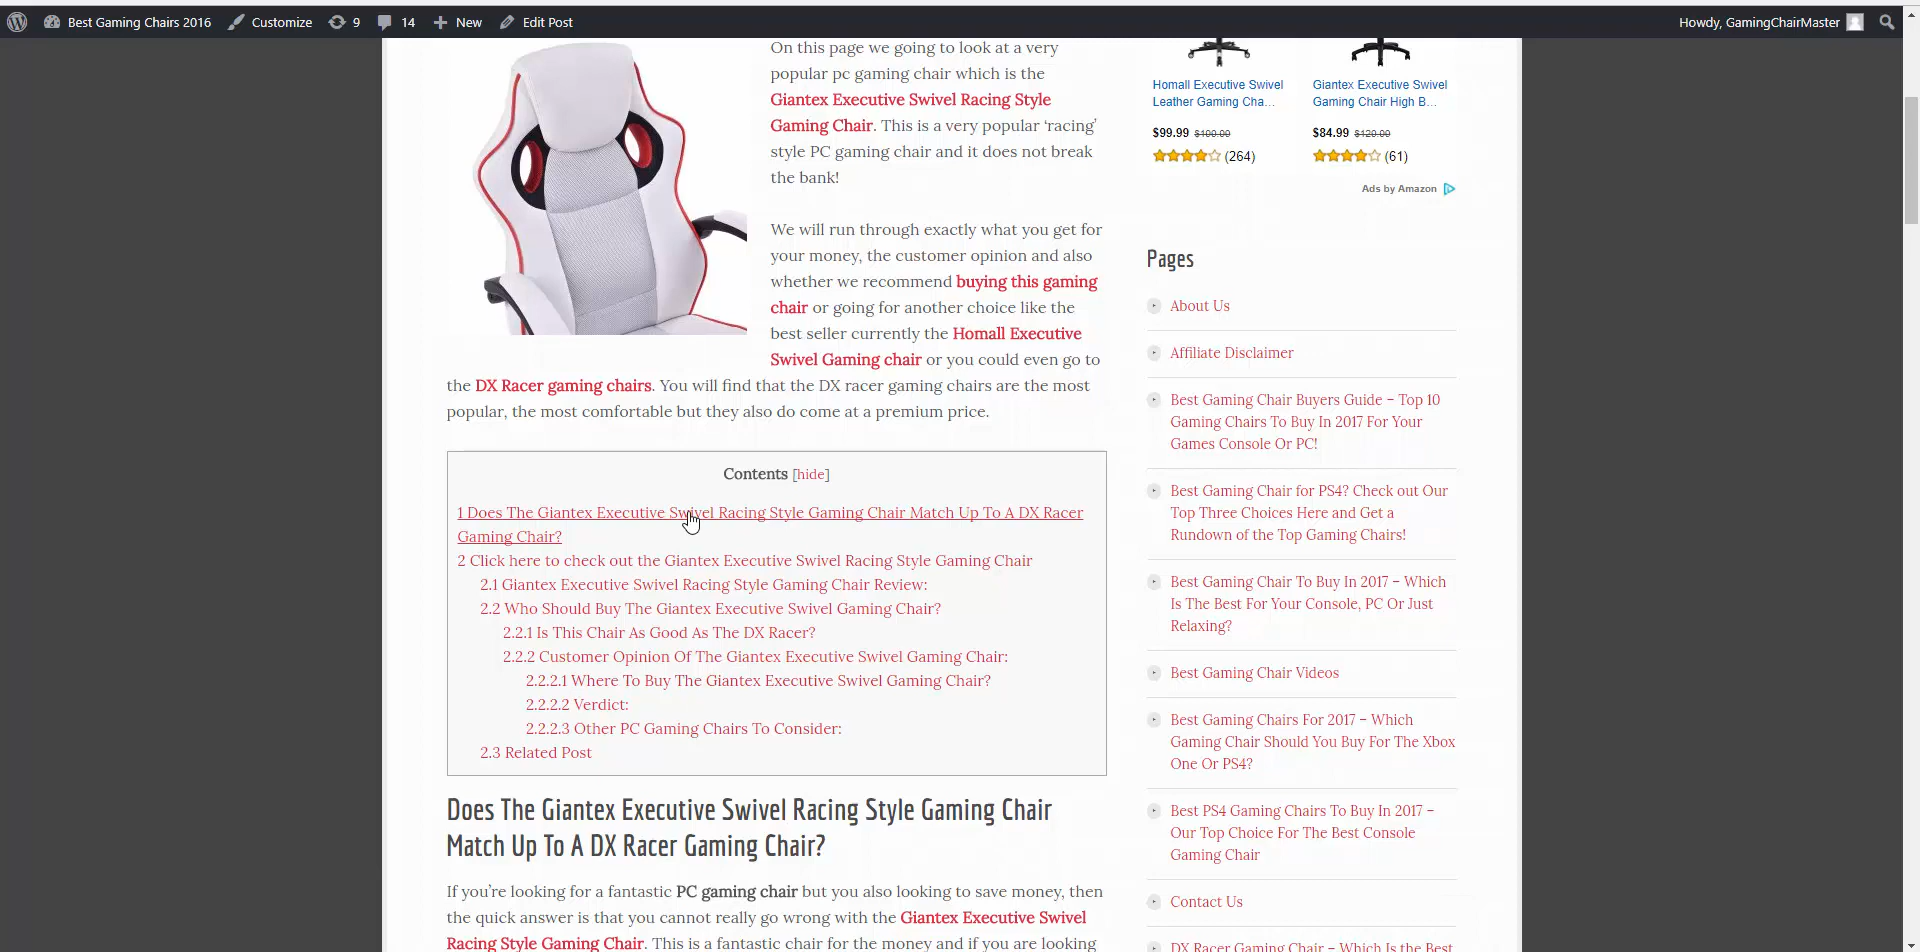 Best Gaming Chairs 2016 Customize 9 14 New Edit Post Howdy, GamingChairMaster
On this page we going to look at a very
popular pc gaming chair which is the
Giantex Executive Swivel Racing Style
Gaming Chair. This is a very popular ‘racing’
style PC gaming chair and it does not break
the bank!
We will run through exactly what you get for
your money, the customer opinion and also
whether we recommend buying this gaming
chair or going for another choice like the
best seller currently the Homall Executive
Swivel Gaming chair or you could even go to
the DX Racer gaming chairs. You will find that the DX racer gaming chairs are the most
popular, the most comfortable but they also do come at a premium price.
Contents [hide]
1 Does The Giantex Executive Swivel Racing Style Gaming Chair Match Up To A DX Racer
Gaming Chair?
2 Click here to check out the Giantex Executive Swivel Racing Style Gaming Chair
2.1 Giantex Executive Swivel Racing Style Gaming Chair Review:
2.2 Who Should Buy The Giantex Executive Swivel Gaming Chair?
2.2.1 Is This Chair As Good As The DX Racer?
2.2.2 Customer Opinion Of The Giantex Executive Swivel Gaming Chair:
2.2.2.1 Where To Buy The Giantex Executive Swivel Gaming Chair?
2.2.2.2 Verdict:
2.2.2.3 Other PC Gaming Chairs To Consider:
2.3 Related Post
Does The Giantex Executive Swivel Racing Style Gaming Chair
Match Up To A DX Racer Gaming Chair?
If you’re looking for a fantastic PC gaming chair but you also looking to save money, then
the quick answer is that you cannot really go wrong with the Giantex Executive Swivel
Racing Style Gaming Chair. This is a fantastic chair for the money and if you are looking
Homall Executive Swivel
Leather Gaming Cha...
$99.99 $100.00
(264)
Giantex Executive Swivel
Gaming Chair High B...
$84.99 $120.00
(61)
Ads by Amazon
Pages
About Us
Affiliate Disclaimer
Best Gaming Chair Buyers Guide – Top 10
Gaming Chairs To Buy In 2017 For Your
Games Console Or PC!
Best Gaming Chair for PS4? Check out Our
Top Three Choices Here and Get a
Rundown of the Top Gaming Chairs!
Best Gaming Chair To Buy In 2017 – Which
Is The Best For Your Console, PC Or Just
Relaxing?
Best Gaming Chair Videos
Best Gaming Chairs For 2017 – Which
Gaming Chair Should You Buy For The Xbox
One Or PS4?
Best PS4 Gaming Chairs To Buy In 2017 –
Our Top Choice For The Best Console
Gaming Chair
Contact Us
DX Racer Gaming Chair – Which Is the Best